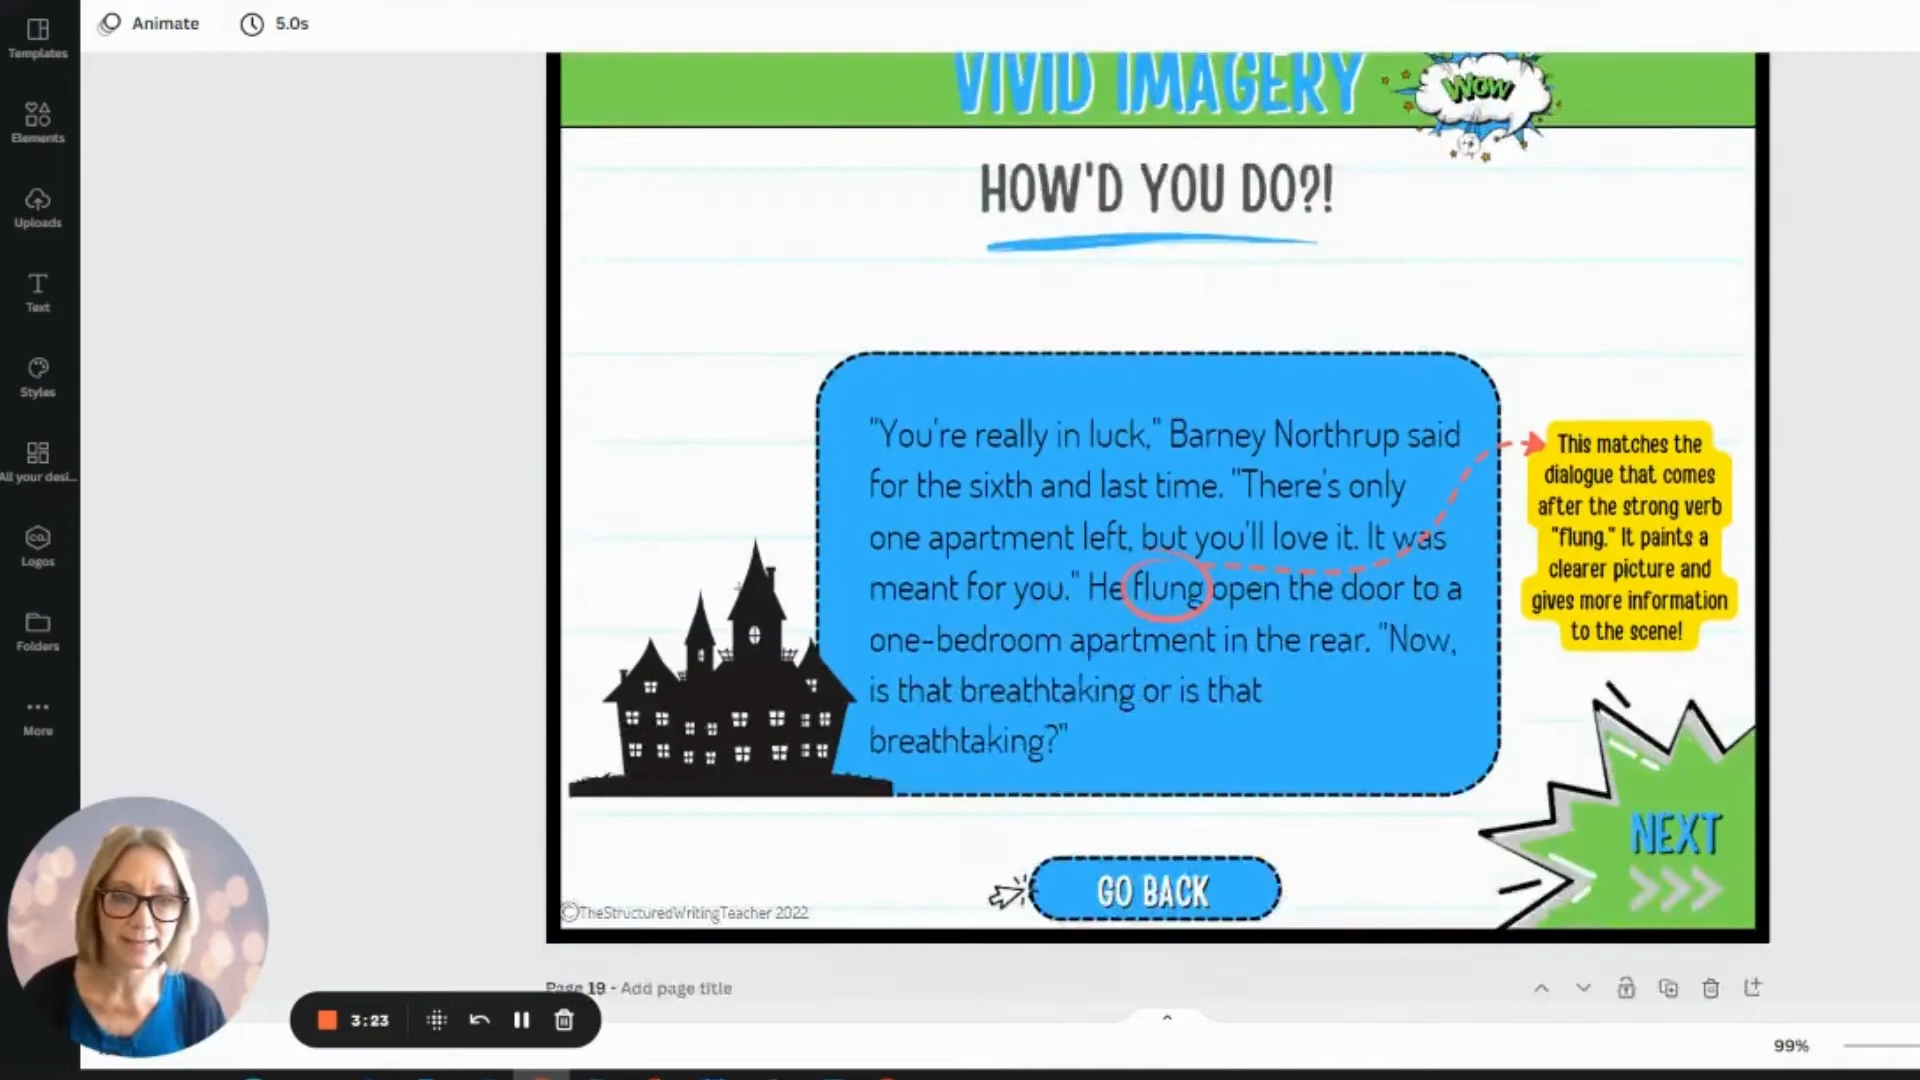 Animate
5.0s
Templates
Elements
Uploads
Text
Styles
All your desi...
CO.
Logos
Folders
More
VIVID IMAGERY
WOW
HOW'D YOU DO?!
"You're really in luck," Barney Northrup said
for the sixth and last time. "There's only
one apartment left, but you'll love it. It was
meant for you." He flung open the door to a
one-bedroom apartment in the rear. "Now,
is that breathtaking or is that
breathtaking?"
This matches the
dialogue that comes
after the strong verb
"flung." It paints a
clearer picture and
gives more information
to the scene!
NEXT
GO BACK
©TheStructuredWritingTeacher 2022
Page 19 - Add page title
3:23
99%